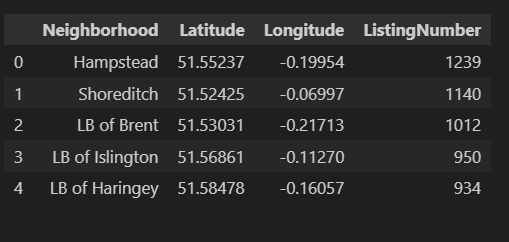 Neighborhood Latitude Longitude ListingNumber
0 Hampstead 51.55237 -0.19954 1239
1 Shoreditch 51.52425 -0.06997 1140
2 LB of Brent 51.53031 -0.21713 1012
3 LB of Islington 51.56861 -0.11270 950
4 LB of Haringey 51.58478 -0.16057 934